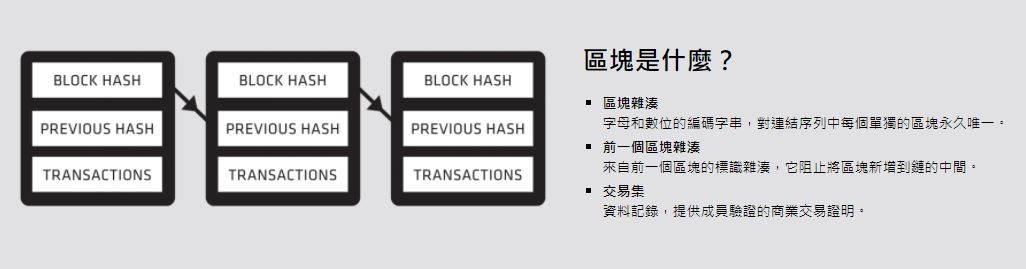 BLOCK HASH
PREVIOUS HASH
TRANSACTIONS
BLOCK HASH
PREVIOUS HASH
TRANSACTIONS
BLOCK HASH
PREVIOUS HASH
TRANSACTIONS
區塊是什麼？
▪ 區塊雜湊
字母和數位的編碼字串，對連結序列中每個單獨的區塊永久唯一。
▪ 前一個區塊雜湊
來自前一個區塊的標識雜湊，它阻止將區塊新增到鏈的中間。
▪ 交易集
資料記錄，提供成員驗證的商業交易證明。